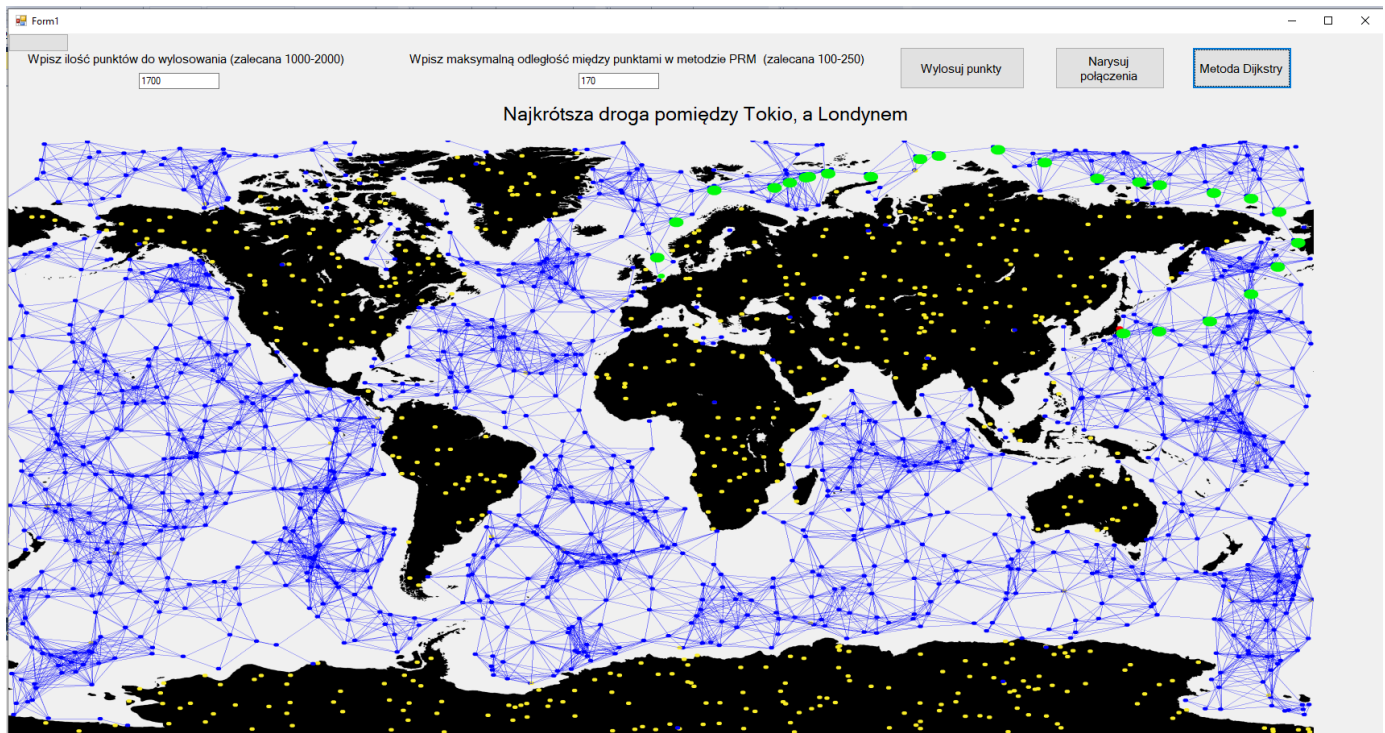 Form1
Wpisz ilość punktów do wylosowania (zalecana 1000-2000)
1700
Wpisz maksymalną odległość między punktami w metodzie PRM (zalecana 100-250)
170
Wylosuj punkty
Narysuj
połączenia
Metoda Dijkstry
Najkrótsza droga pomiędzy Tokio, a Londynem